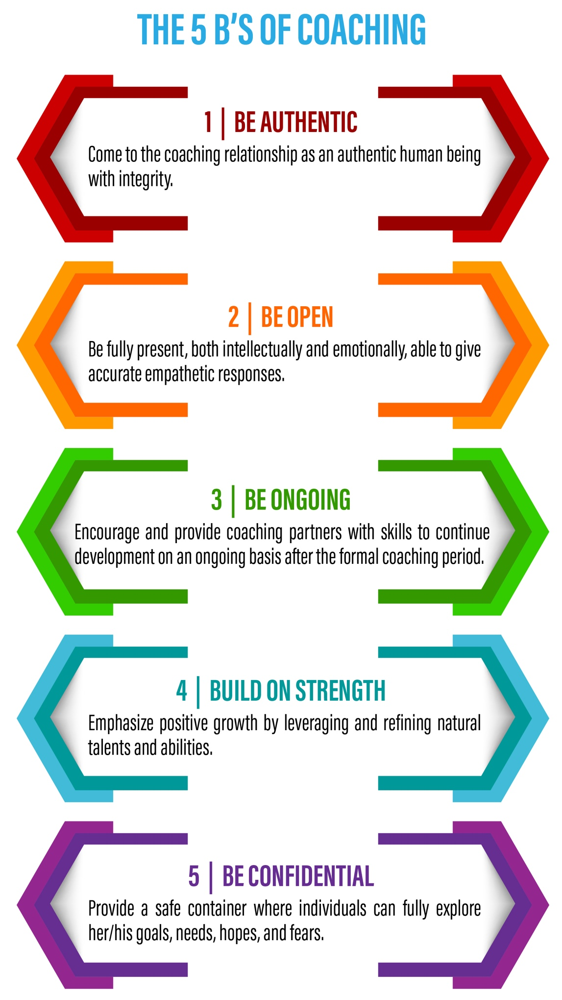 THE 5 B’S OF COACHING
1 | BE AUTHENTIC
Come to the coaching relationship as an authentic human being
with integrity.
2 | BE OPEN
Be fully present, both intellectually and emotionally, able to give
accurate empathetic responses.
3 | BE ONGOING
Encourage and provide coaching partners with skills to continue
development on an ongoing basis after the formal coaching period.
4 | BUILD ON STRENGTH
Emphasize positive growth by leveraging and refining natural
talents and abilities.
5 | BE CONFIDENTIAL
Provide a safe container where individuals can fully explore
her/his goals, needs, hopes, and fears.